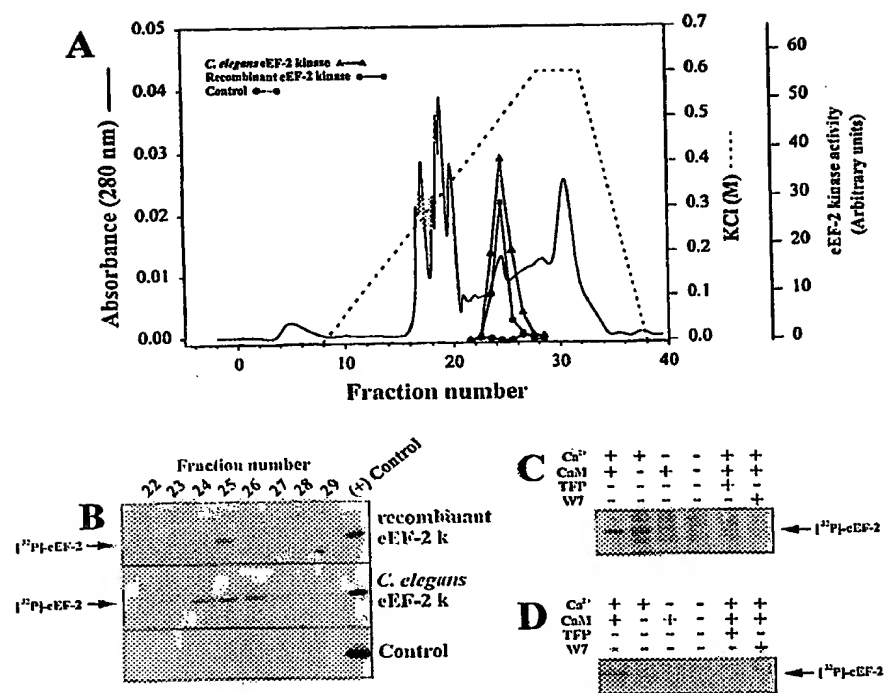 A
Absorbance (280 nm)
0.05
0.04
0.03
0.02
0.01
0.00
C. elegans eEF-2 kinase
Recombinant eEF-2 kinase
Control
0 10 20 30 40
Fraction number
0.7
0.6
0.5
0.4
0.3
0.2
0.1
0.0
KCl (M)
60
50
40
30
20
10
0
eEF-2 kinase activity
(Arbitrary units)
B
Fraction number
22 23 24 25 26 27 28 29 (+) Control
[³²P]-eEF-2
recombinant
eEF-2 k
[³²P]-eEF-2
C. elegans
eEF-2 k
Control
C
Ca²⁺ + + - - + +
CaM + - + - + +
TFP - - - - + -
W7 - - - - - +
[³²P]-eEF-2
D
Ca²⁺ + + - - + +
CaM + - + - + +
TFP - - - - + -
W7 - - - - - +
[³²P]-eEF-2